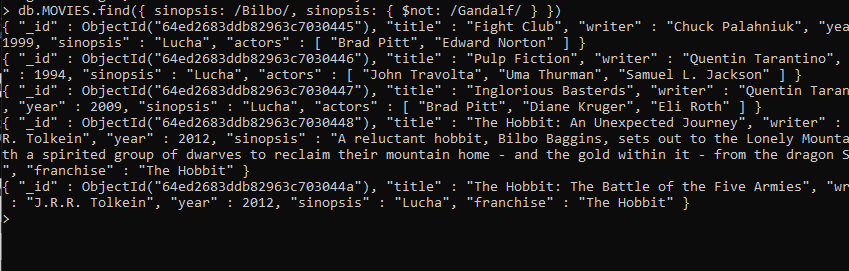 > db.MOVIES.find({ sinopsis: /Bilbo/, sinopsis: { $not: /Gandalf/ } })
{ "_id" : ObjectId("64ed2683ddb82963c7030445"), "title" : "Fight Club", "writer" : "Chuck Palahniuk", "yea
1999, "sinopsis" : "Lucha", "actors" : [ "Brad Pitt", "Edward Norton" ] }
{ "_id" : ObjectId("64ed2683ddb82963c7030446"), "title" : "Pulp Fiction", "writer" : "Quentin Tarantino",
" : 1994, "sinopsis" : "Lucha", "actors" : [ "John Travolta", "Uma Thurman", "Samuel L. Jackson" ] }
{ "_id" : ObjectId("64ed2683ddb82963c7030447"), "title" : "Inglorious Basterds", "writer" : "Quentin Taran
, "year" : 2009, "sinopsis" : "Lucha", "actors" : [ "Brad Pitt", "Diane Kruger", "Eli Roth" ] }
{ "_id" : ObjectId("64ed2683ddb82963c7030448"), "title" : "The Hobbit: An Unexpected Journey", "writer" :
R. Tolkein", "year" : 2012, "sinopsis" : "A reluctant hobbit, Bilbo Baggins, sets out to the Lonely Mounta
th a spirited group of dwarves to reclaim their mountain home - and the gold within it - from the dragon S
", "franchise" : "The Hobbit" }
{ "_id" : ObjectId("64ed2683ddb82963c703044a"), "title" : "The Hobbit: The Battle of the Five Armies", "wr
: "J.R.R. Tolkein", "year" : 2012, "sinopsis" : "Lucha", "franchise" : "The Hobbit" }
>